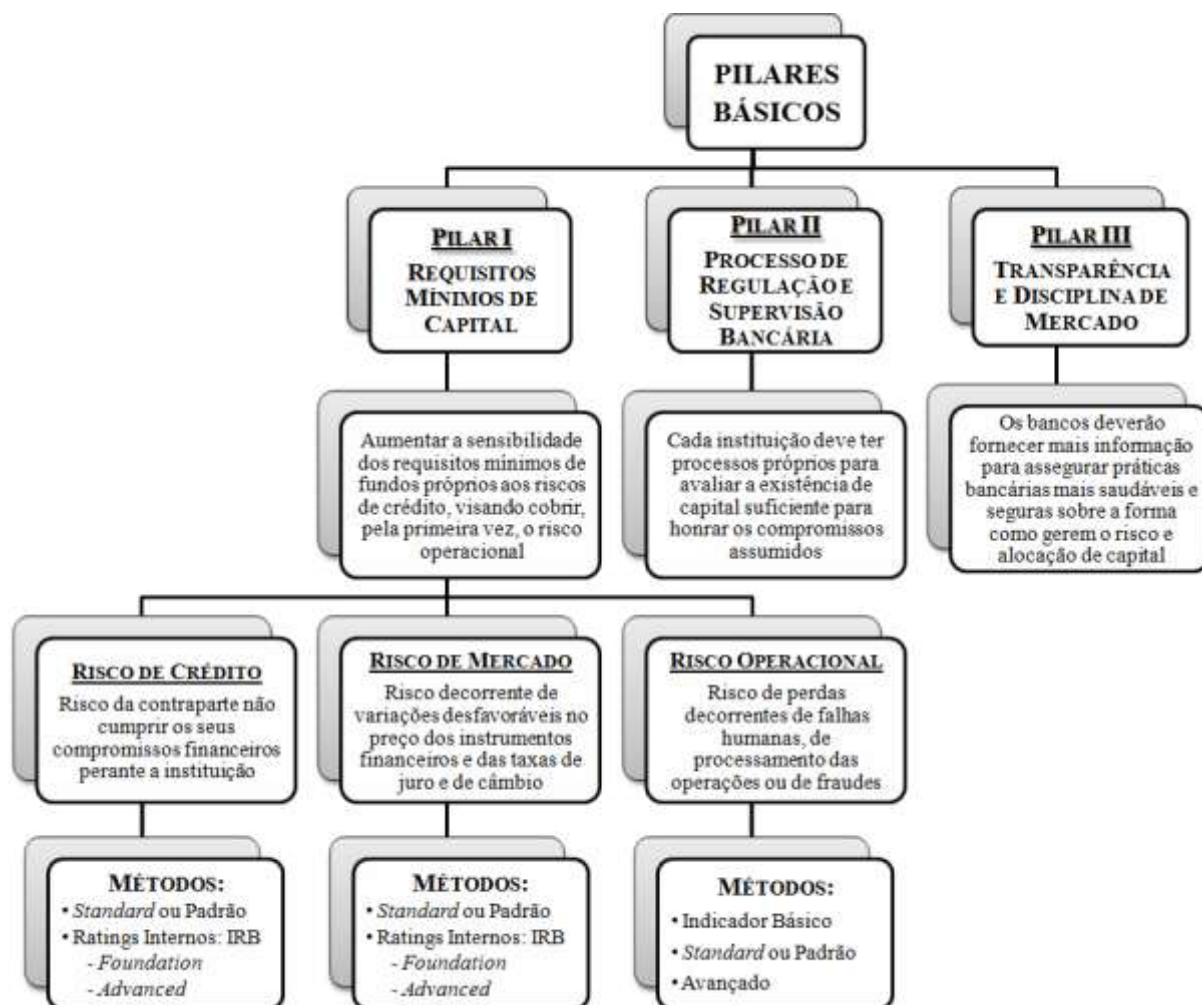 PILARES
BÁSICOS
PILAR I
REQUISITOS
MÍNIMOS DE
CAPITAL
PILAR II
PROCESSO DE
REGULAÇÃO E
SUPERVISÃO
BANCÁRIA
PILAR III
TRANSPARÊNCIA
E DISCIPLINA DE
MERCADO
Aumentar a sensibilidade
dos requisitos mínimos de
fundos próprios aos riscos
de crédito, visando cobrir,
pela primeira vez, o risco
operacional
Cada instituição deve ter
processos próprios para
avaliar a existência de
capital suficiente para
honrar os compromissos
assumidos
Os bancos deverão
fornecer mais informação
para assegurar práticas
bancárias mais saudáveis e
seguras sobre a forma
como gerem o risco e
alocação de capital
RISCO DE CRÉDITO
Risco da contraparte não
cumprir os seus
compromissos financeiros
perante a instituição
RISCO DE MERCADO
Risco decorrente de
variações desfavoráveis no
preço dos instrumentos
financeiros e das taxas de
juro e de câmbio
RISCO OPERACIONAL
Risco de perdas
decorrentes de falhas
humanas, de
processamento das
operações ou de fraudes
MÉTODOS:
• Standard ou Padrão
• Ratings Internos: IRB
- Foundation
- Advanced
MÉTODOS:
• Standard ou Padrão
• Ratings Internos: IRB
- Foundation
- Advanced
MÉTODOS:
• Indicador Básico
• Standard ou Padrão
• Avançado